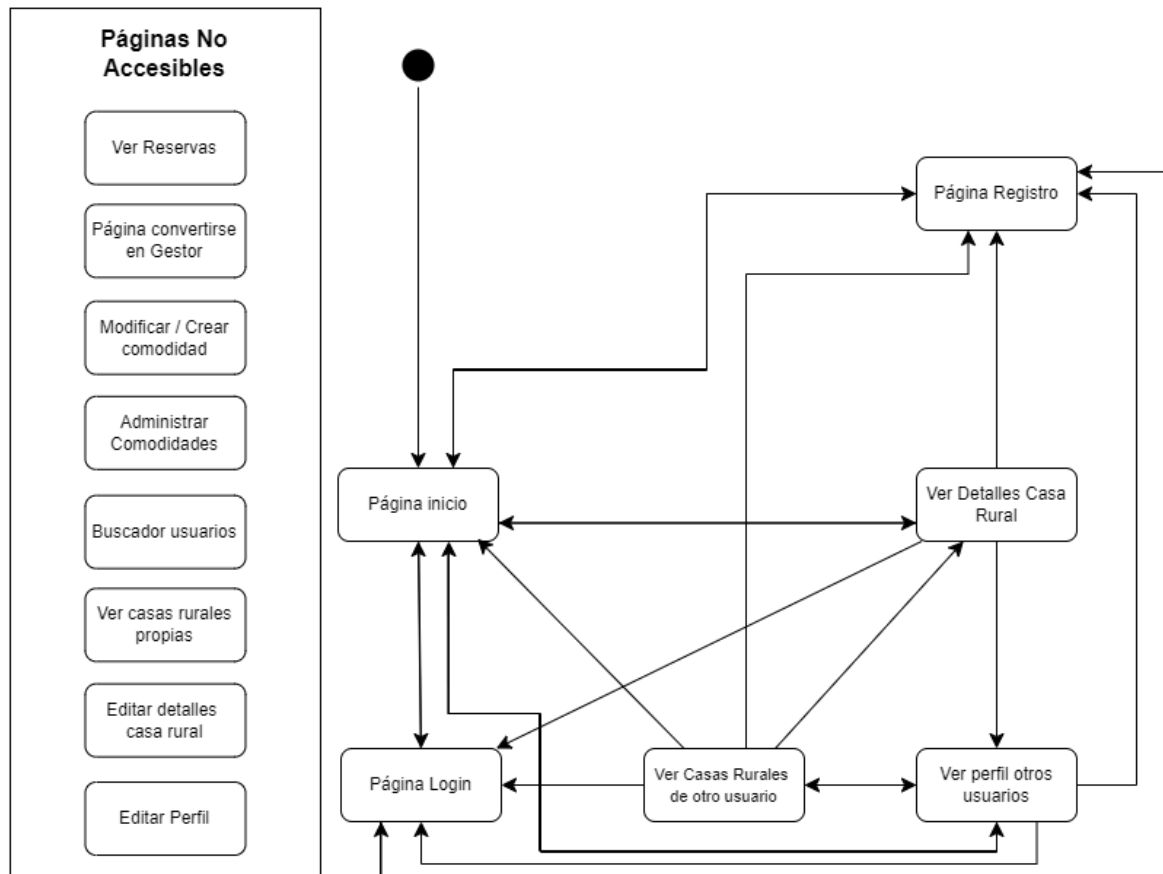 Páginas No
Accesibles
Ver Reservas
Página convertirse
en Gestor
Modificar / Crear
comodidad
Administrar
Comodidades
Buscador usuarios
Ver casas rurales
propias
Editar detalles
casa rural
Editar Perfil
Página Registro
Página inicio
Ver Detalles Casa
Rural
Página Login
Ver Casas Rurales
de otro usuario
Ver perfil otros
usuarios